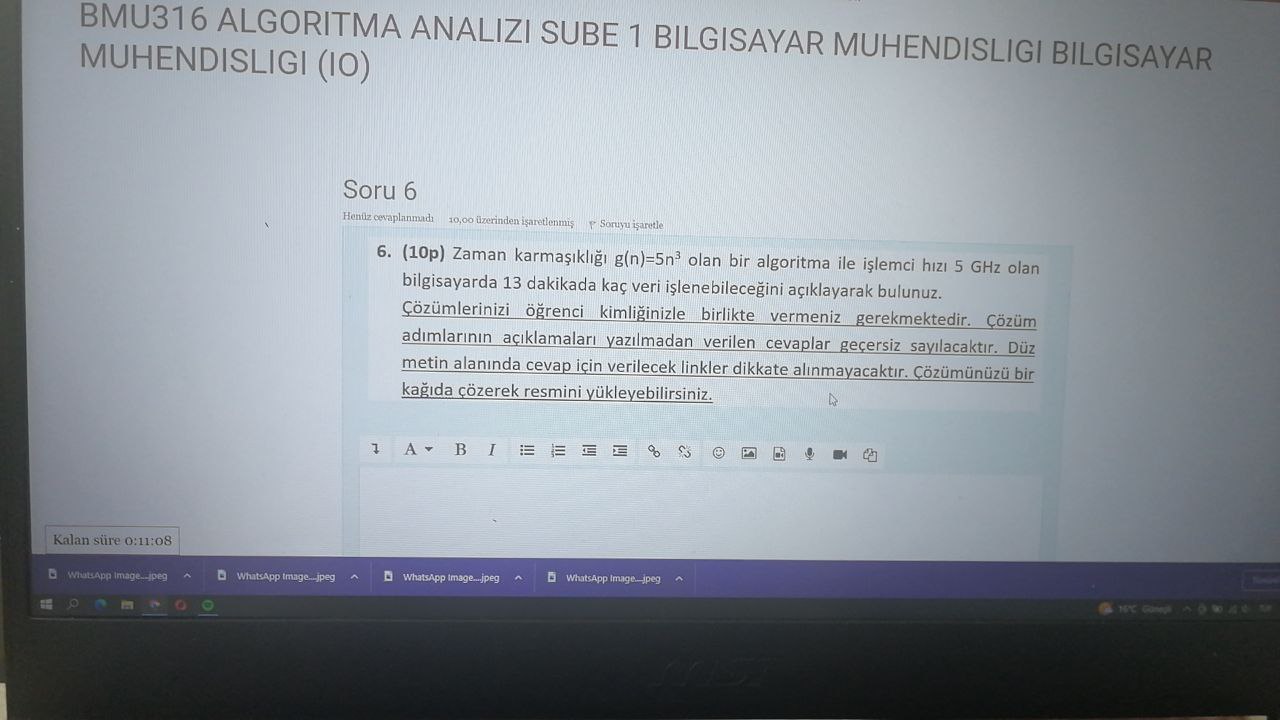 BMU316 ALGORITMA ANALIZI SUBE 1 BILGISAYAR MUHENDISLIGI BILGISAYAR
MUHENDISLIGI (IO)
Soru 6
Henüz cevaplanmadı 10,00 üzerinden işaretlenmiş Soruyu işaretle
6. (10p) Zaman karmaşıklığı g(n)=5n³ olan bir algoritma ile işlemci hızı 5 GHz olan
bilgisayarda 13 dakikada kaç veri işlenebileceğini açıklayarak bulunuz.
Çözümlerinizi öğrenci kimliğinizle birlikte vermeniz gerekmektedir. Çözüm
adımlarının açıklamaları yazılmadan verilen cevaplar geçersiz sayılacaktır. Düz
metin alanında cevap için verilecek linkler dikkate alınmayacaktır. Çözümünüzü bir
kağıda çözerek resmini yükleyebilirsiniz.
A B I
Kalan süre 0:11:08
WhatsApp Image....jpeg WhatsApp Image....jpeg WhatsApp Image....jpeg WhatsApp Image....jpeg
16°C Güneşli